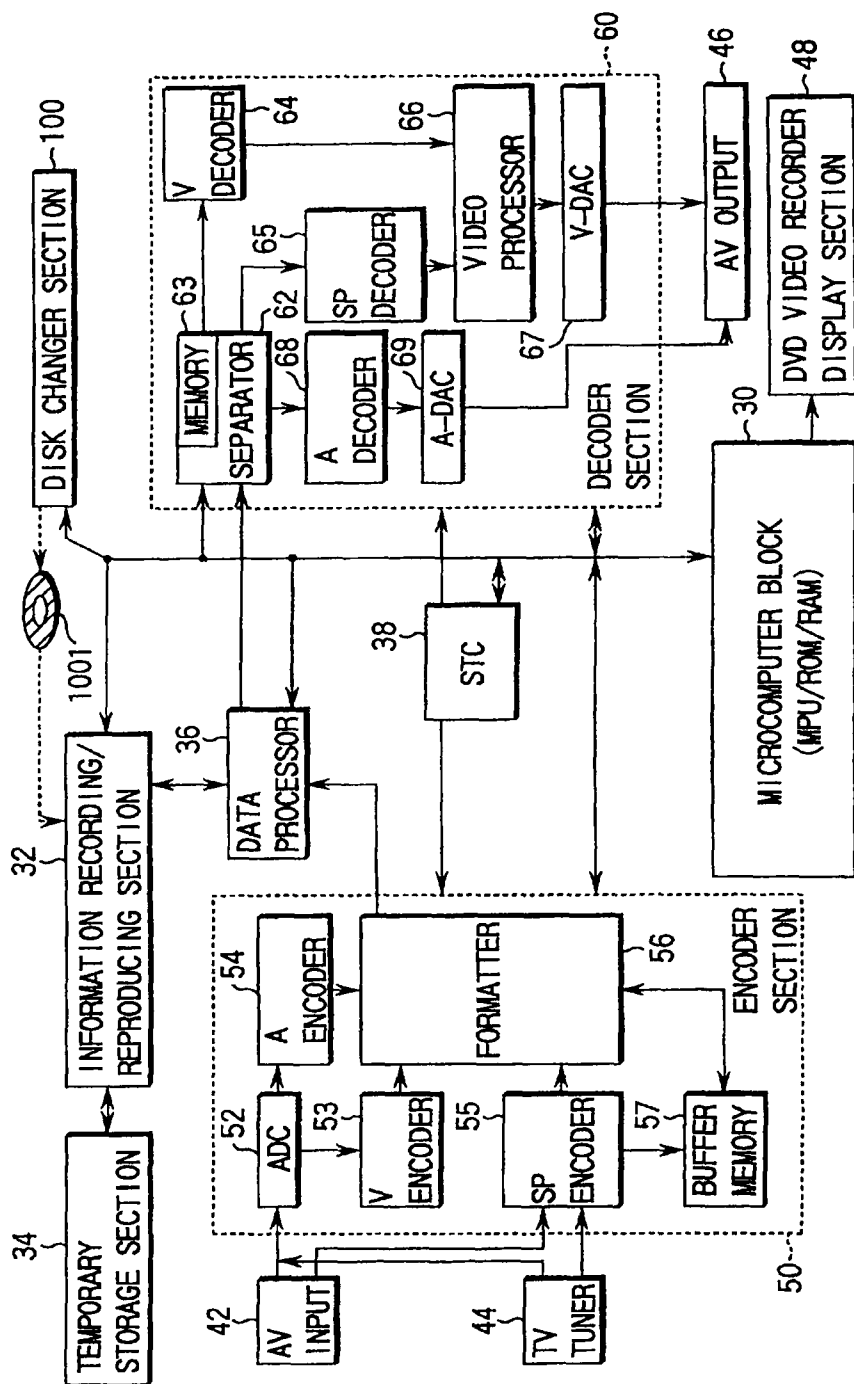 34
TEMPORARY
STORAGE SECTION
32
INFORMATION RECORDING/
REPRODUCING SECTION
1001
DISK CHANGER SECTION
100
36
DATA
PROCESSOR
38
STC
42
AV
INPUT
44
TV
TUNER
50
52
ADC
53
V
ENCODER
54
A
ENCODER
55
SP
ENCODER
56
FORMATTER
57
BUFFER
MEMORY
ENCODER
SECTION
60
63
MEMORY
62
SEPARATOR
V
DECODER
64
65
SP
DECODER
68
A
DECODER
69
A-DAC
VIDEO
PROCESSOR
66
67
V-DAC
DECODER
SECTION
AV OUTPUT
46
30
MICROCOMPUTER BLOCK
(MPU/ROM/RAM)
DVD VIDEO RECORDER
DISPLAY SECTION
48